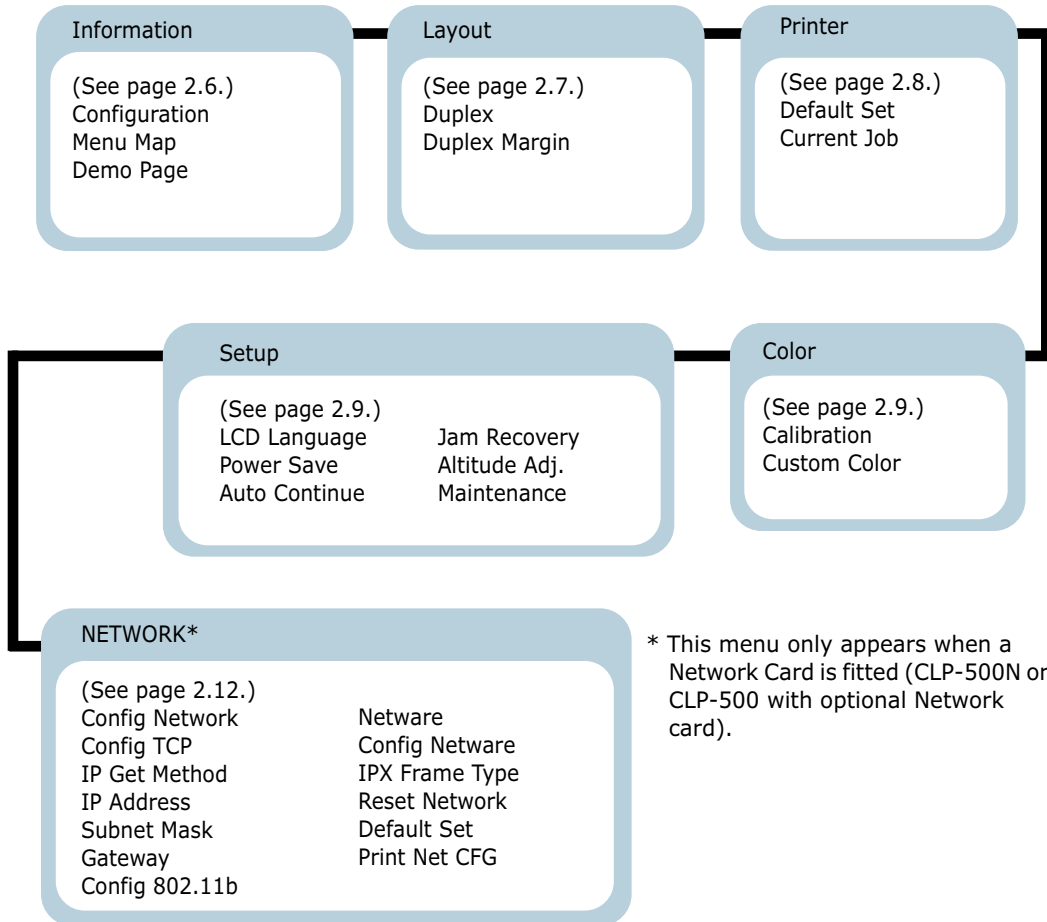 Information
(See page 2.6.)
Configuration
Menu Map
Demo Page
Layout
(See page 2.7.)
Duplex
Duplex Margin
Printer
(See page 2.8.)
Default Set
Current Job
Setup
(See page 2.9.)
LCD Language
Power Save
Auto Continue
Jam Recovery
Altitude Adj.
Maintenance
Color
(See page 2.9.)
Calibration
Custom Color
NETWORK*
(See page 2.12.)
Config Network
Config TCP
IP Get Method
IP Address
Subnet Mask
Gateway
Config 802.11b
Netware
Config Netware
IPX Frame Type
Reset Network
Default Set
Print Net CFG
* This menu only appears when a
Network Card is fitted (CLP-500N or
CLP-500 with optional Network
card).